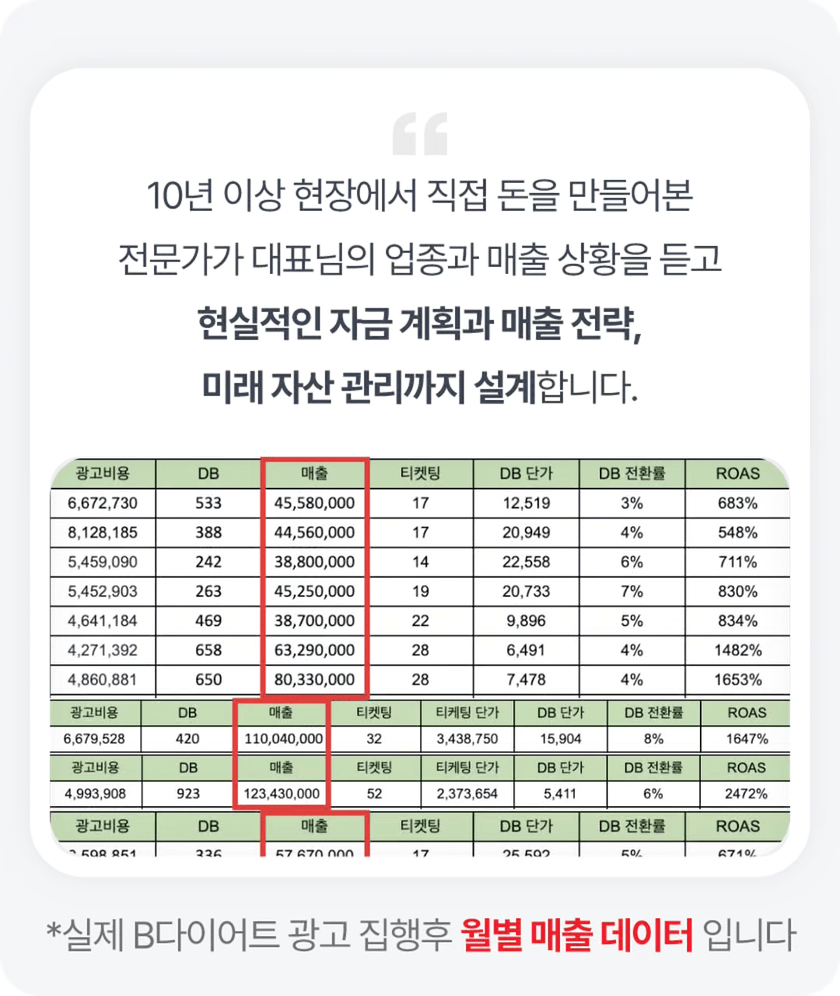 “
10년 이상 현장에서 직접 돈을 만들어본
전문가가 대표님의 업종과 매출 상황을 듣고
현실적인 자금 계획과 매출 전략,
미래 자산 관리까지 설계합니다.
광고비용 DB 매출 티켓팅 DB 단가 DB 전환률 ROAS
6,672,730 533 45,580,000 17 12,519 3% 683%
8,128,185 388 44,560,000 17 20,949 4% 548%
5,459,090 242 38,800,000 14 22,558 6% 711%
5,452,903 263 45,250,000 19 20,733 7% 830%
4,641,184 469 38,700,000 22 9,896 5% 834%
4,271,392 658 63,290,000 28 6,491 4% 1482%
4,860,881 650 80,330,000 28 7,478 4% 1653%
광고비용 DB 매출 티켓팅 티케팅 단가 DB 단가 DB 전환률 ROAS
6,679,528 420 110,040,000 32 3,438,750 15,904 8% 1647%
광고비용 DB 매출 티켓팅 티케팅 단가 DB 단가 DB 전환률 ROAS
4,993,908 923 123,430,000 52 2,373,654 5,411 6% 2472%
광고비용 DB 매출 티켓팅 DB 단가 DB 전환률 ROAS
336 57,670,000 17 25,592 5% 671%
*실제 B다이어트 광고 집행후 월별 매출 데이터 입니다